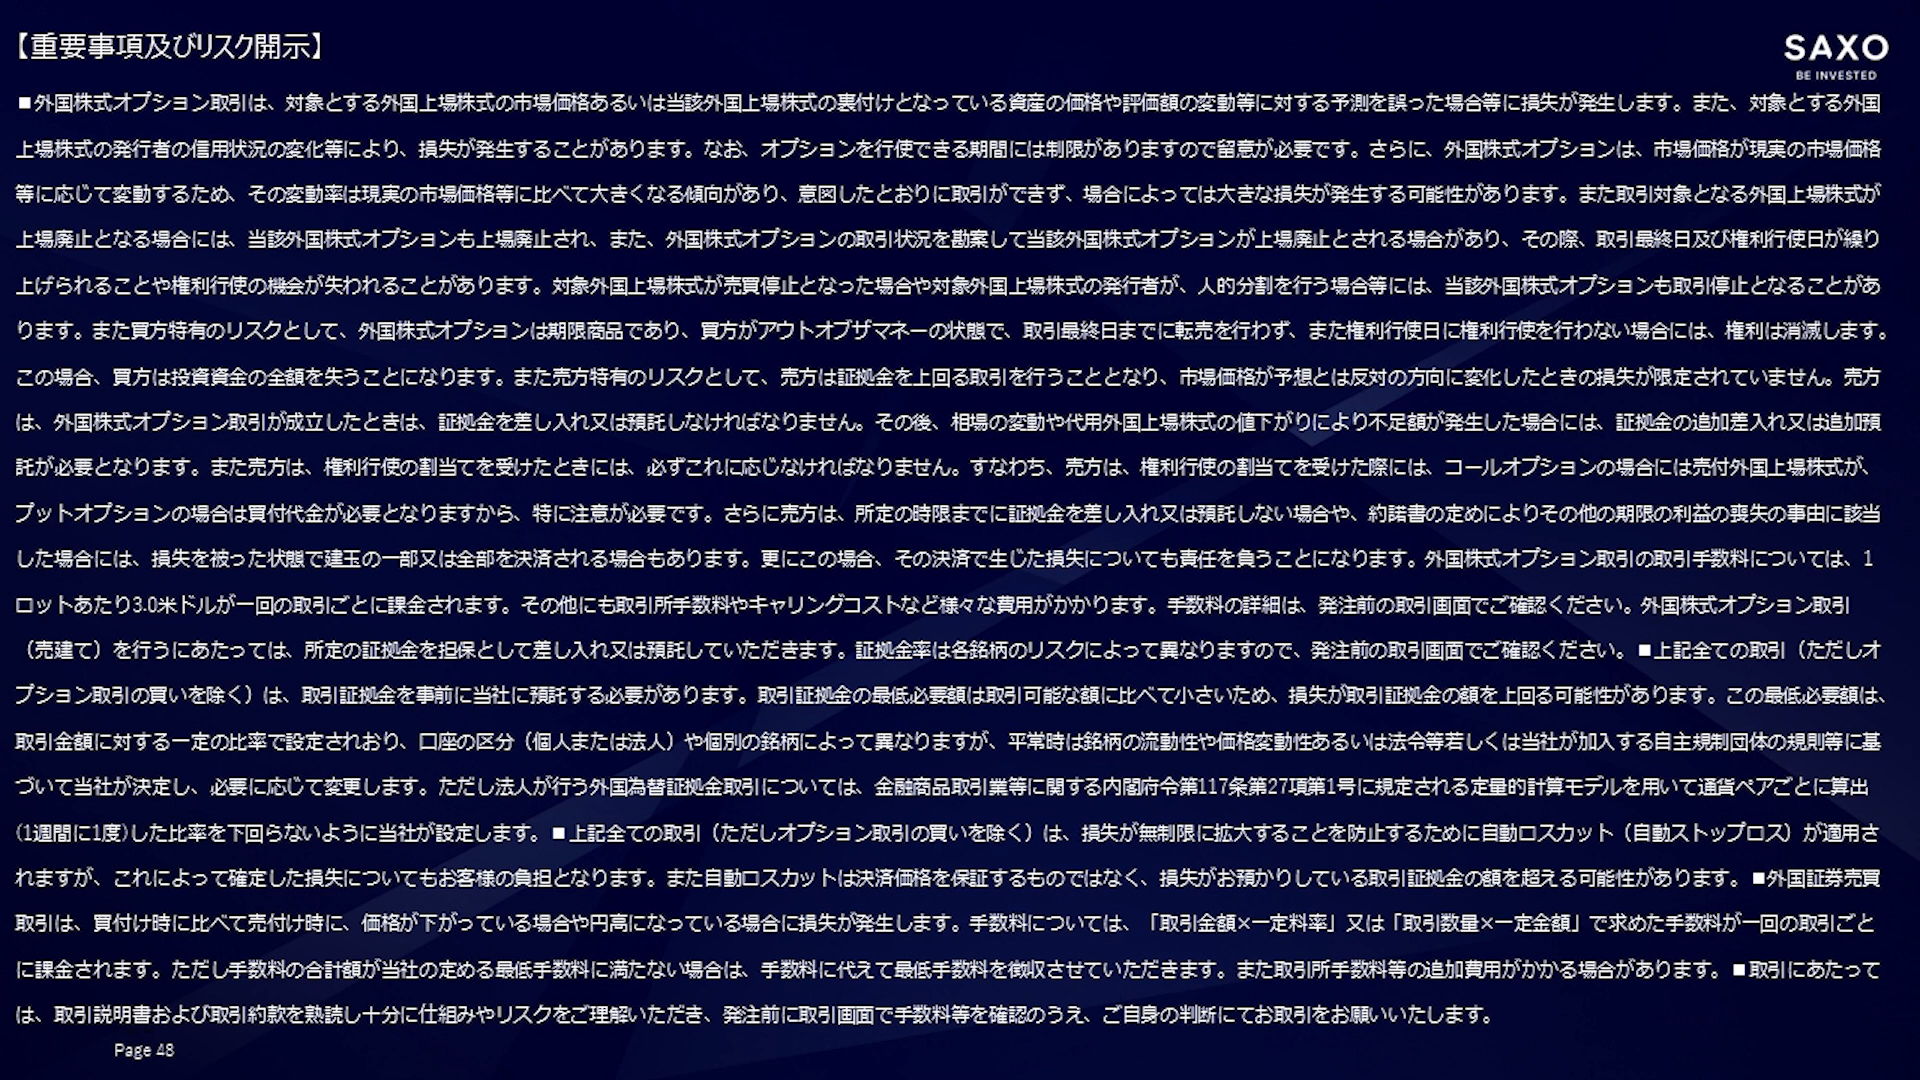 【重要事項及びリスク開示】
SAXO
BE INVESTED
■外国株式オプション取引は、対象とする外国上場株式の市場価格あるいは当該外国上場株式の裏付けとなっている資産の価格や評価額の変動等に対する予測を誤った場合等に損失が発生します。また、対象とする外国
上場株式の発行者の信用状況の変化等により、損失が発生することがあります。なお、オプションを行使できる期間には制限がありますので留意が必要です。さらに、外国株式オプションは、市場価格が現実の市場価格
等に応じて変動するため、その変動率は現実の市場価格等に比べて大きくなる傾向があり、意図したとおりに取引ができず、場合によっては大きな損失が発生する可能性があります。また取引対象となる外国上場株式が
上場廃止となる場合には、当該外国株式オプションも上場廃止され、また、外国株式オプションの取引状況を勘案して当該外国株式オプションが上場廃止とされる場合があり、その際、取引最終日及び権利行使日が繰り
上げられることや権利行使の機会が失われることがあります。対象外国上場株式が売買停止となった場合や対象外国上場株式の発行者が、人的分割を行う場合等には、当該外国株式オプションも取引停止となることがあ
ります。また買方特有のリスクとして、外国株式オプションは期限商品であり、買方がアウトオブザマネーの状態で、取引最終日までに転売を行わず、また権利行使日に権利行使を行わない場合には、権利は消滅します。
この場合、買方は投資資金の全額を失うことになります。また売方特有のリスクとして、売方は証拠金を上回る取引を行うこととなり、市場価格が予想とは反対の方向に変化したときの損失が限定されていません。売方
は、外国株式オプション取引が成立したときは、証拠金を差し入れ又は預託しなければなりません。その後、相場の変動や代用外国上場株式の値下がりにより不足額が発生した場合には、証拠金の追加差入れ又は追加預
託が必要となります。また売方は、権利行使の割当てを受けたときには、必ずこれに応じなければなりません。すなわち、売方は、権利行使の割当てを受けた際には、コールオプションの場合には売付外国上場株式が、
プットオプションの場合は買付代金が必要となりますから、特に注意が必要です。さらに売方は、所定の時限までに証拠金を差し入れ又は預託しない場合や、約諾書の定めによりその他の期限の利益の喪失の事由に該当
した場合には、損失を被った状態で建玉の一部又は全部を決済される場合もあります。更にこの場合、その決済で生じた損失についても責任を負うことになります。外国株式オプション取引の取引手数料については、1
ロットあたり3.0米ドルが一回の取引ごとに課金されます。その他にも取引所手数料やキャリングコストなど様々な費用がかかります。手数料の詳細は、発注前の取引画面でご確認ください。外国株式オプション取引
（売建て）を行うにあたっては、所定の証拠金を担保として差し入れ又は預託していただきます。証拠金率は各銘柄のリスクによって異なりますので、発注前の取引画面でご確認ください。■上記全ての取引（ただしオ
プション取引の買いを除く）は、取引証拠金を事前に当社に預託する必要があります。取引証拠金の最低必要額は取引可能な額に比べて小さいため、損失が取引証拠金の額を上回る可能性があります。この最低必要額は、
取引金額に対する一定の比率で設定されおり、口座の区分（個人または法人）や個別の銘柄によって異なりますが、平常時は銘柄の流動性や価格変動性あるいは法令等若しくは当社が加入する自主規制団体の規則等に基
づいて当社が決定し、必要に応じて変更します。ただし法人が行う外国為替証拠金取引については、金融商品取引業等に関する内閣府令第117条第27項第1号に規定される定量的計算モデルを用いて通貨ペアごとに算出
(1週間に1度)した比率を下回らないように当社が設定します。■上記全ての取引（ただしオプション取引の買いを除く）は、損失が無制限に拡大することを防止するために自動ロスカット（自動ストップロス）が適用さ
れますが、これによって確定した損失についてもお客様の負担となります。また自動ロスカットは決済価格を保証するものではなく、損失がお預かりしている取引証拠金の額を超える可能性があります。■外国証券売買
取引は、買付け時に比べて売付け時に、価格が下がっている場合や円高になっている場合に損失が発生します。手数料については、「取引金額×一定料率」又は「取引数量×一定金額」で求めた手数料が一回の取引ごと
に課金されます。ただし手数料の合計額が当社の定める最低手数料に満たない場合は、手数料に代えて最低手数料を徴収させていただきます。また取引所手数料等の追加費用がかかる場合があります。■取引にあたって
は、取引説明書および取引約款を熟読し十分に仕組みやリスクをご理解いただき、発注前に取引画面で手数料等を確認のうえ、ご自身の判断にてお取引をお願いいたします。
Page 48